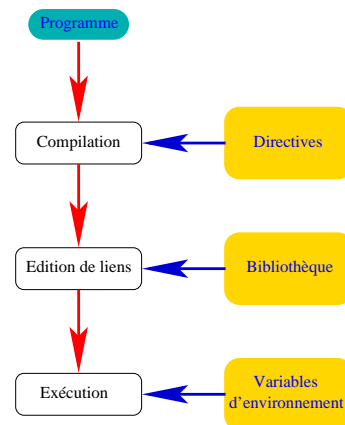 Programme
Compilation
Directives
Edition de liens
Bibliothèque
Exécution
Variables
d'environnement